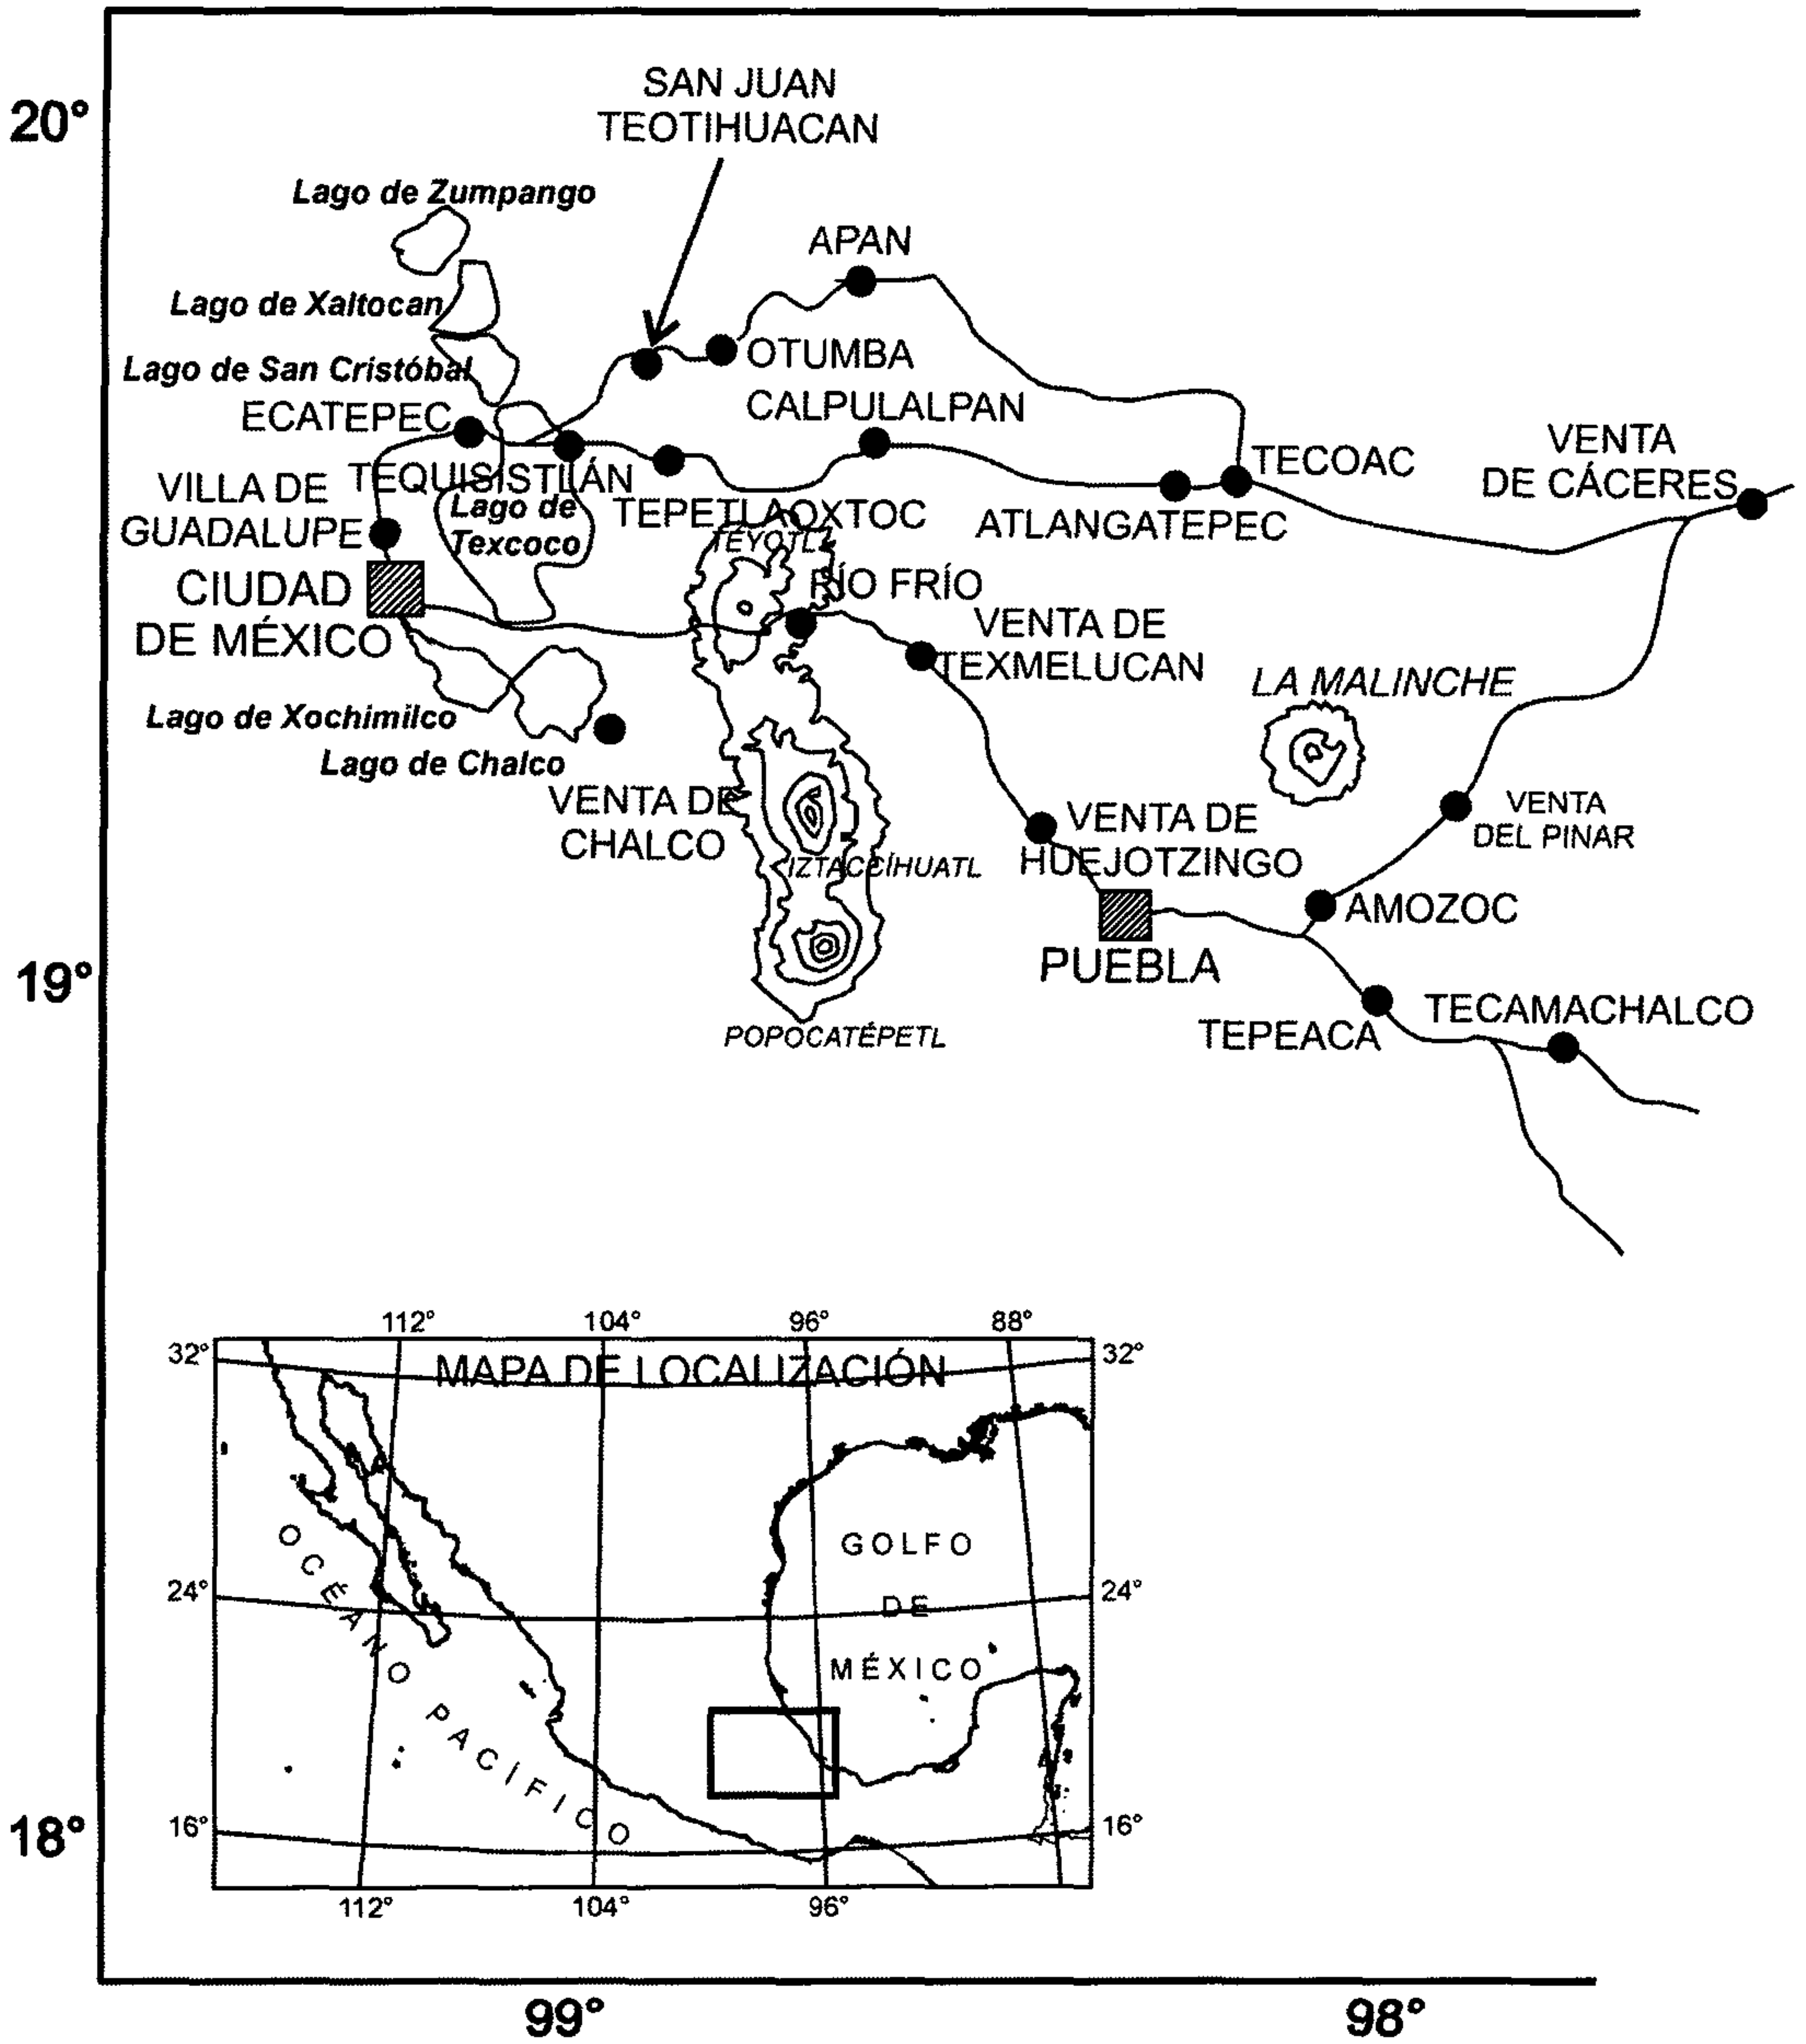 20°
SAN JUAN
TEOTIHUACAN
Lago de Zumpango
APAN
Lago de Xaltocan
OTUMBA
Lago de San Cristóbal
CALPULALPAN
ECATEPEC
TECOAC
VENTA
DE CÁCERES
VILLA DE
GUADALUPE
TEQUISISTLÁN
Lago de
Texcoco
TEPETLAOXTOC
ATLANGATEPEC
TEYOTL
CIUDAD
DE MÉXICO
RÍO FRÍO
VENTA DE
TEXMELUCAN
LA MALINCHE
Lago de Xochimilco
Lago de Chalco
VENTA DE
CHALCO
VENTA DE
HUEJOTZINGO
VENTA
DEL PINAR
IZTACCÍHUATL
AMOZOC
19°
PUEBLA
POPOCATÉPETL
TEPEACA
TECAMACHALCO
112°
104°
96°
88°
32°
MAPA DE LOCALIZACIÓN
32°
GOLFO
DE
MÉXICO
OCÉANO PACÍFICO
24°
24°
18°
16°
16°
112°
104°
96°
99°
98°